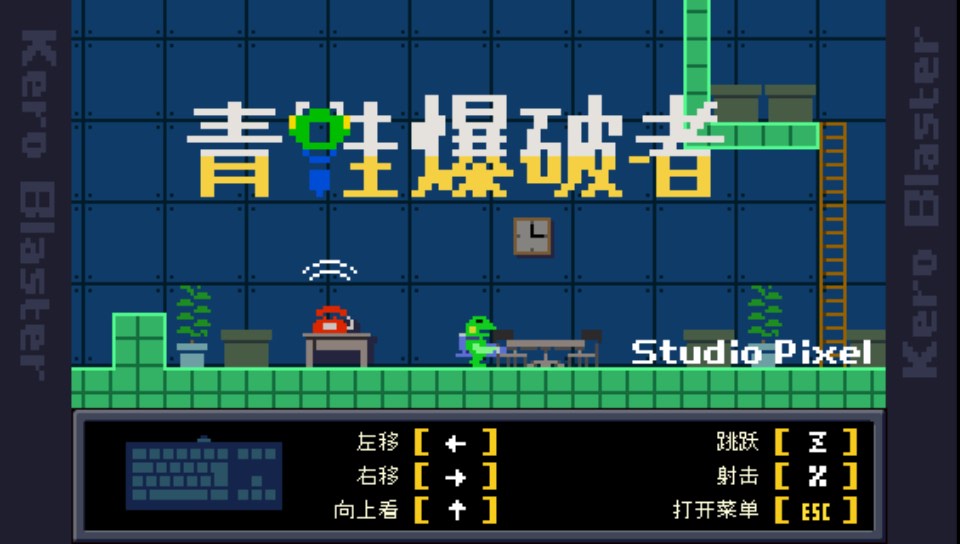 青蛙爆破者
Studio Pixel
Kero Blaster
Kero Blaster
左移 [ ← ]
右移 [ → ]
向上看 [ ↑ ]
跳跃 [ Z ]
射击 [ X ]
打开菜单 [ ESC ]